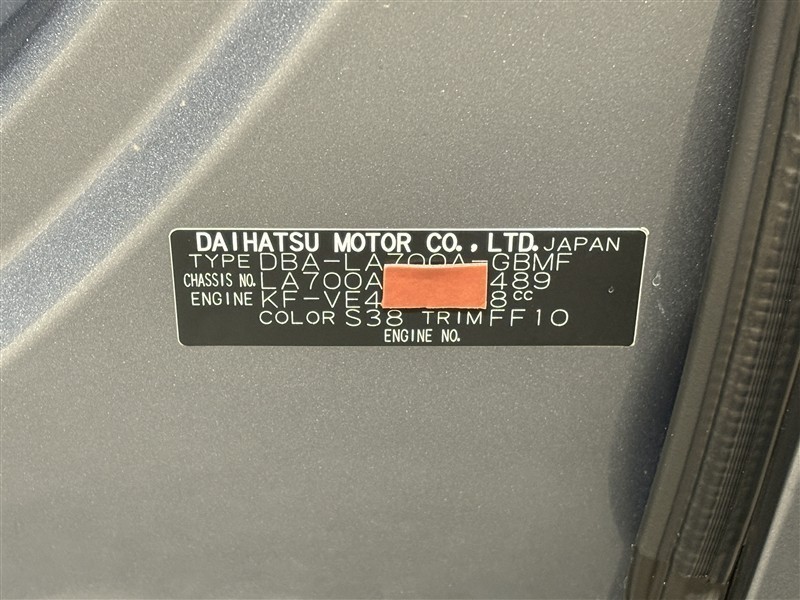 DAIHATSU MOTOR CO., LTD. JAPAN
TYPE DBA-LA700A-GBMF
CHASSIS NO. LA700A 489
ENGINE KF-VE4 8cc
COLOR S38 TRIM FF10
ENGINE NO.